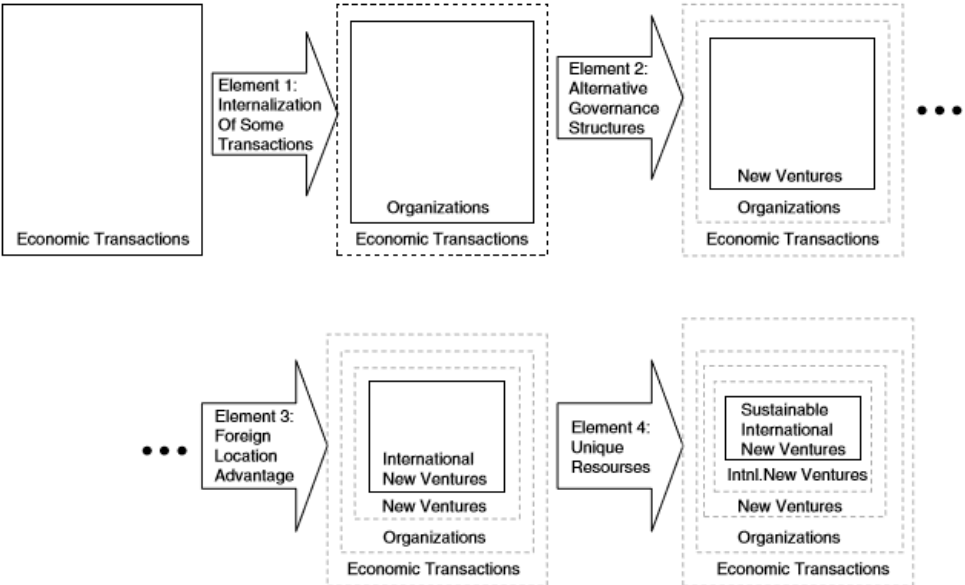 Economic Transactions
Element 1:
Internalization
Of Some
Transactions
Organizations
Economic Transactions
Element 2:
Alternative
Governance
Structures
New Ventures
Organizations
Economic Transactions
Element 3:
Foreign
Location
Advantage
International
New Ventures
New Ventures
Organizations
Economic Transactions
Element 4:
Unique
Resourses
Sustainable
International
New Ventures
Intnl.New Ventures
New Ventures
Organizations
Economic Transactions